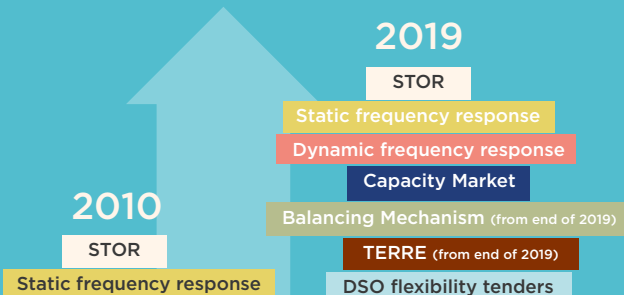 2019
STOR
Static frequency response
Dynamic frequency response
Capacity Market
Balancing Mechanism (from end of 2019)
TERRE (from end of 2019)
DSO flexibility tenders
2010
STOR
Static frequency response